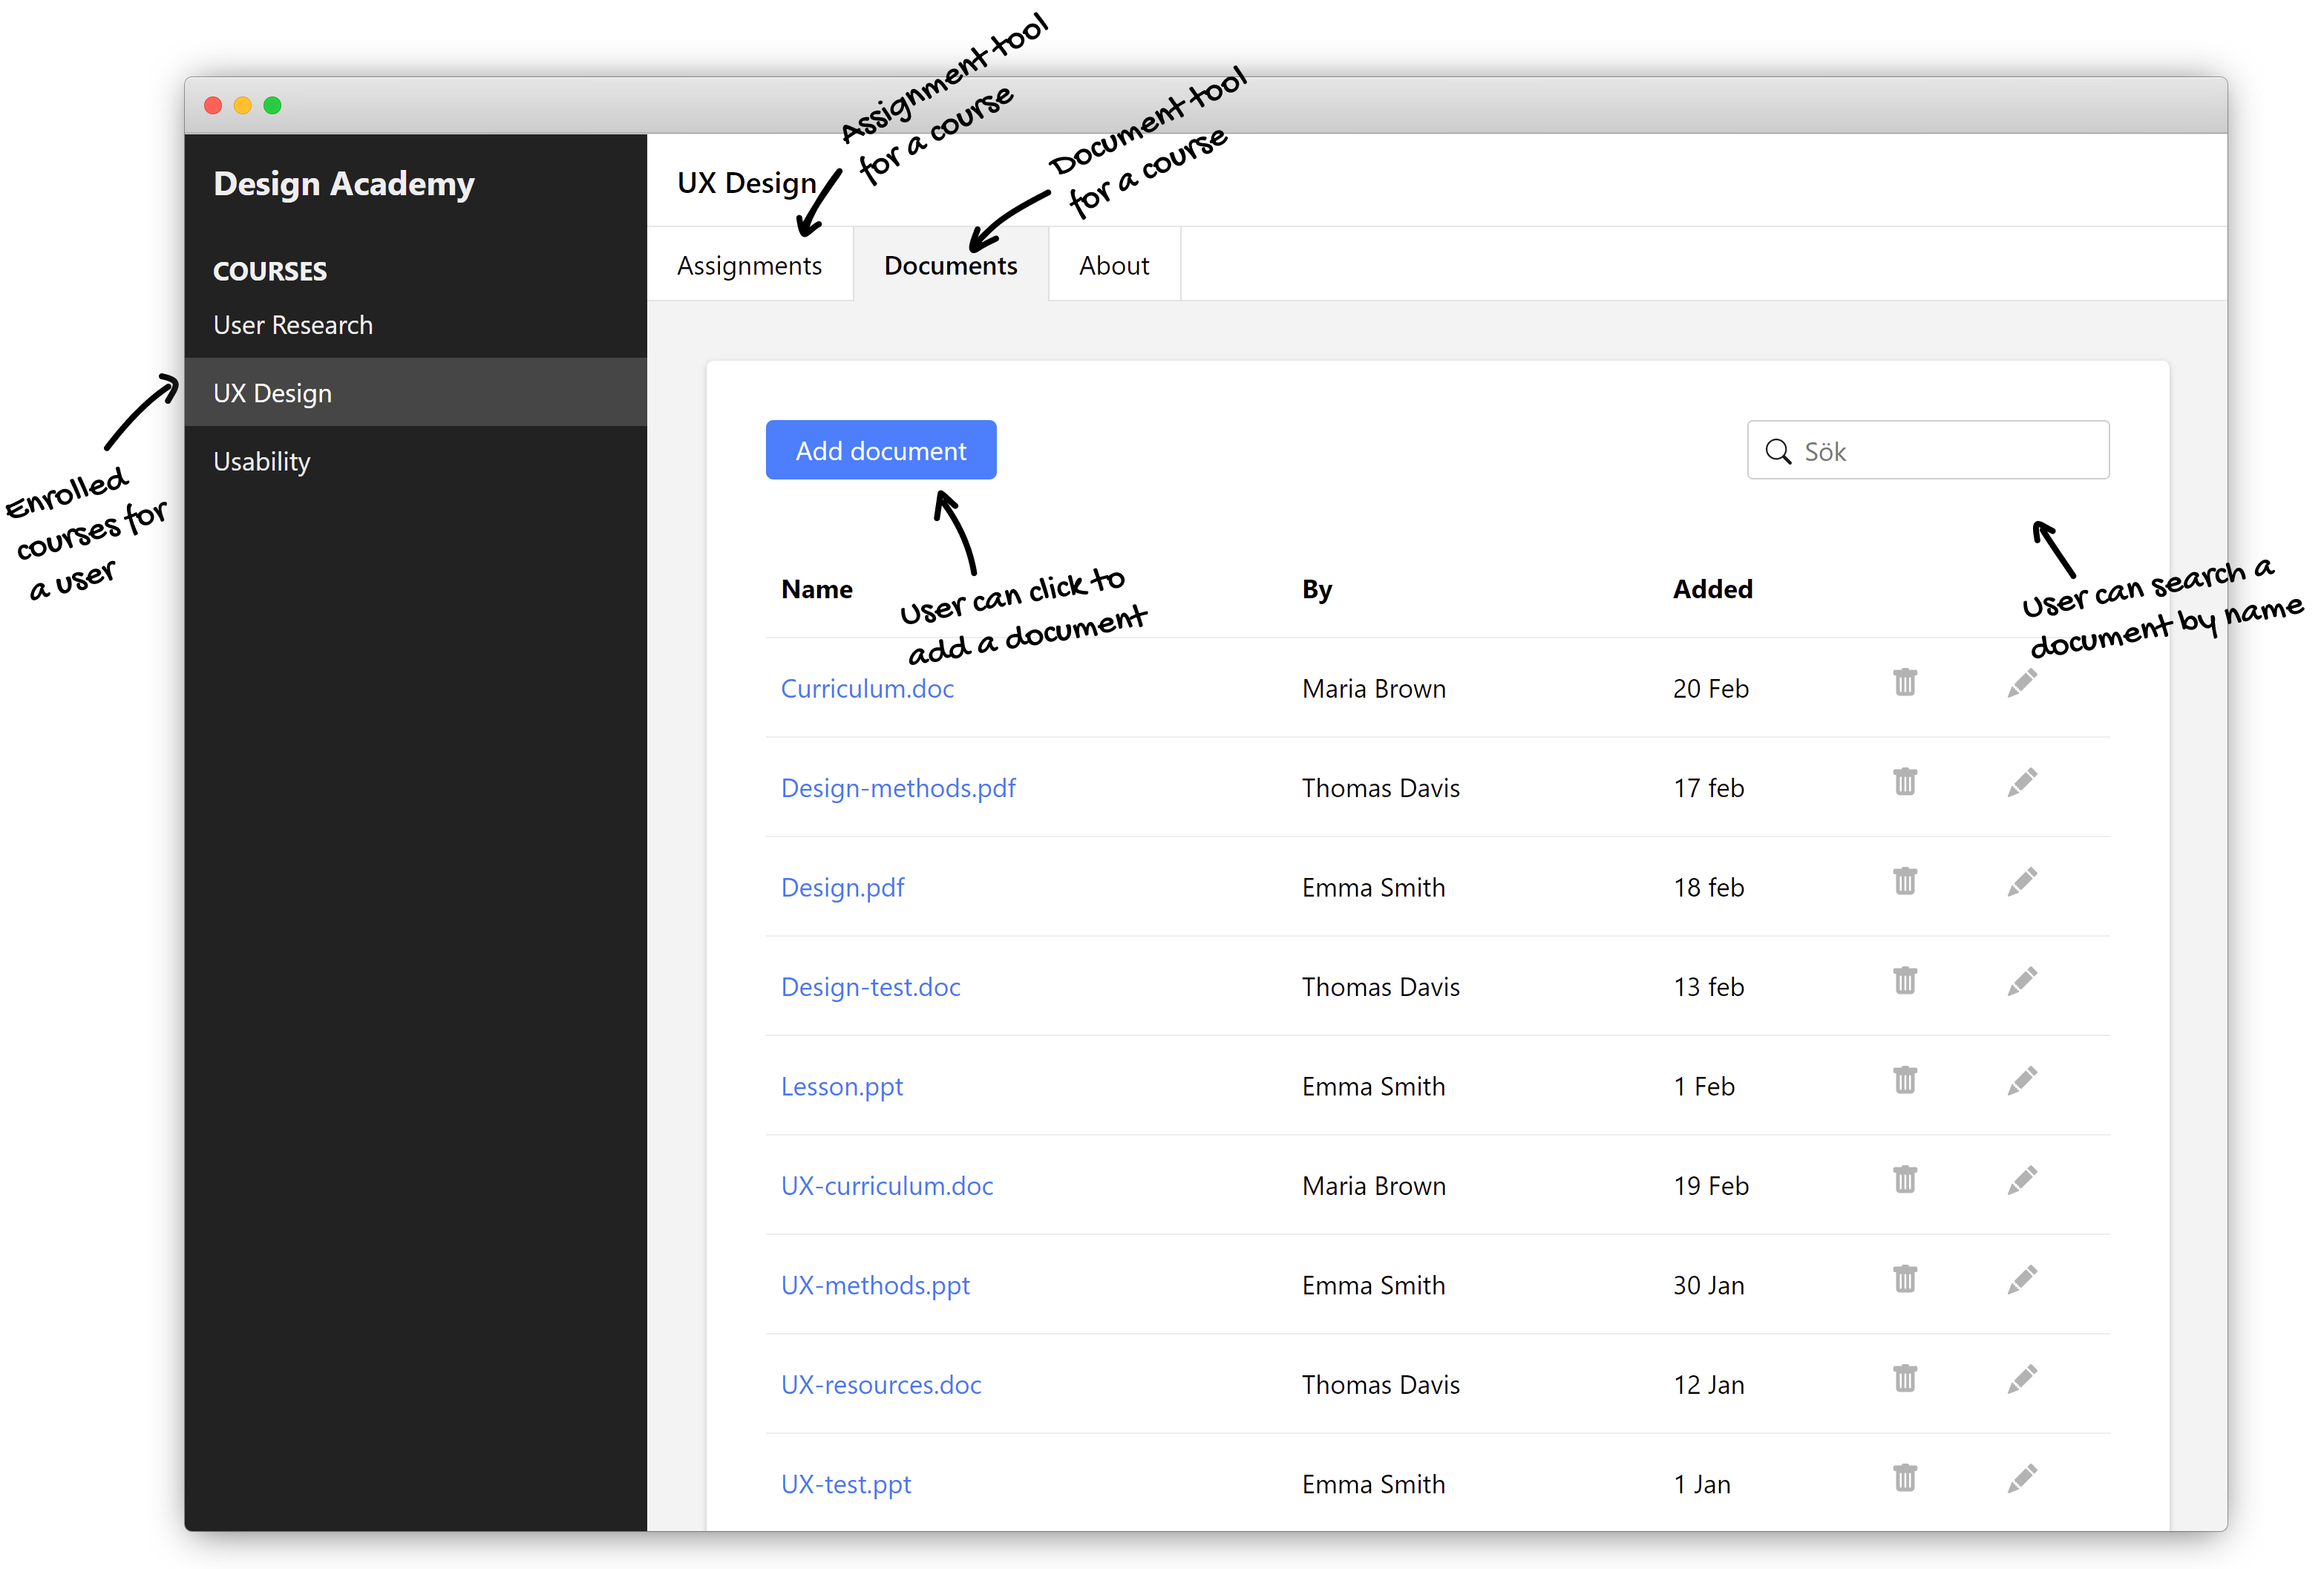 Assignment tool
for a course
Document tool
for a course
Design Academy
UX Design
COURSES
Assignments
Documents
About
User Research
UX Design
Usability
Enrolled
courses for
a user
Add document
Sök
User can click to
add a document
User can search a
document by name
Name By Added
Curriculum.doc Maria Brown 20 Feb
Design-methods.pdf Thomas Davis 17 feb
Design.pdf Emma Smith 18 feb
Design-test.doc Thomas Davis 13 feb
Lesson.ppt Emma Smith 1 Feb
UX-curriculum.doc Maria Brown 19 Feb
UX-methods.ppt Emma Smith 30 Jan
UX-resources.doc Thomas Davis 12 Jan
UX-test.ppt Emma Smith 1 Jan